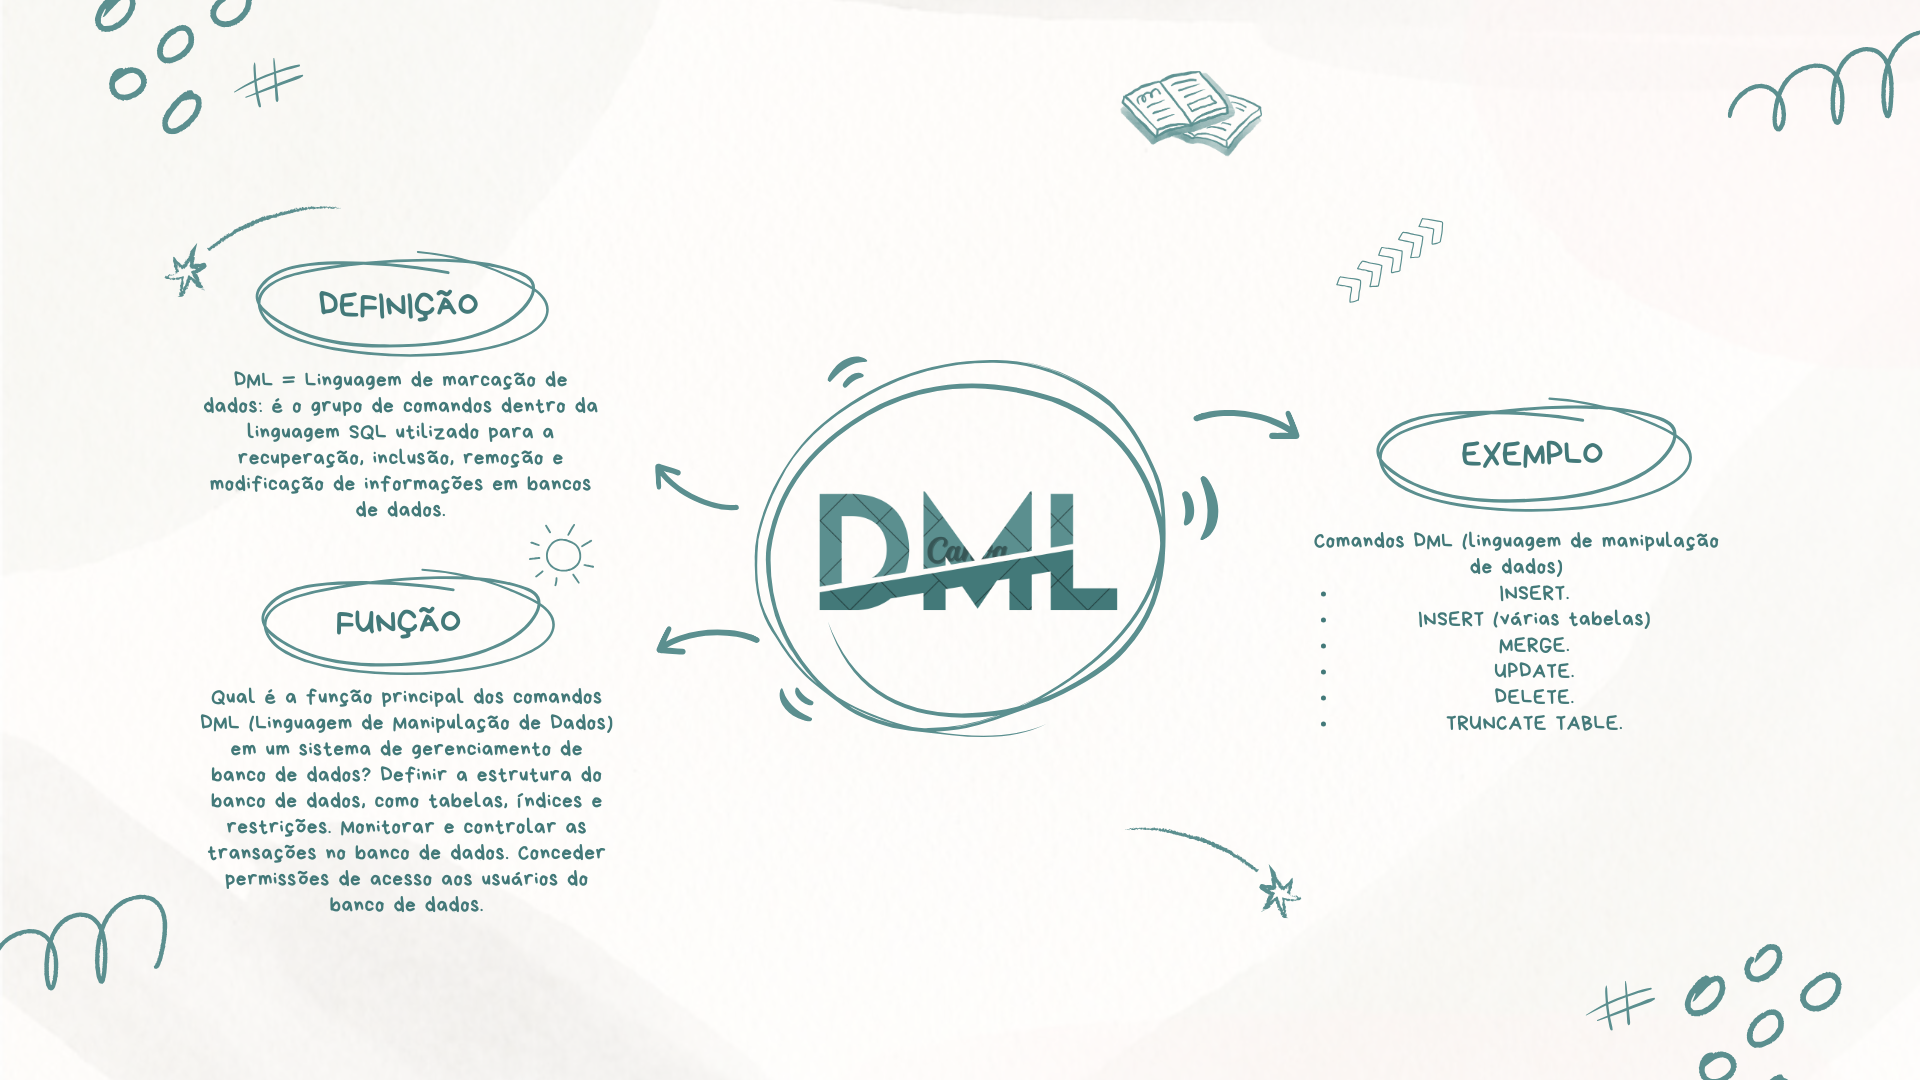 DEFINIÇÃO
DML = Linguagem de marcação de
dados: é o grupo de comandos dentro da
linguagem SQL utilizado para a
recuperação, inclusão, remoção e
modificação de informações em bancos
de dados.
FUNÇÃO
Qual é a função principal dos comandos
DML (Linguagem de Manipulação de Dados)
em um sistema de gerenciamento de
banco de dados? Definir a estrutura do
banco de dados, como tabelas, índices e
restrições. Monitorar e controlar as
transações no banco de dados. Conceder
permissões de acesso aos usuários do
banco de dados.
DML
Canva
EXEMPLO
Comandos DML (linguagem de manipulação
de dados)
• INSERT.
• INSERT (várias tabelas)
• MERGE.
• UPDATE.
• DELETE.
• TRUNCATE TABLE.